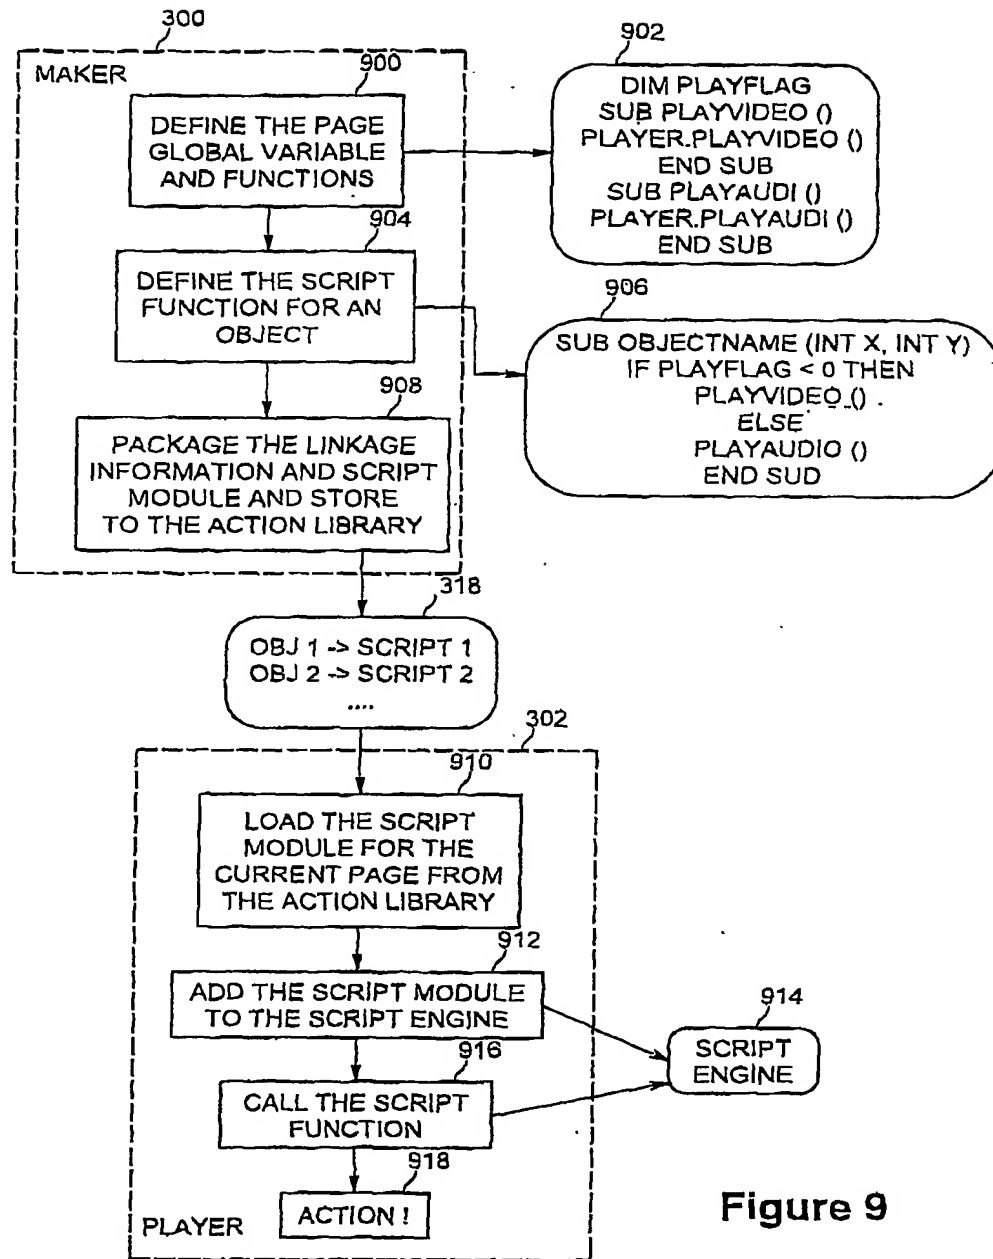 300
MAKER
900
DEFINE THE PAGE
GLOBAL VARIABLE
AND FUNCTIONS
902
DIM PLAYFLAG
SUB PLAYVIDEO ()
PLAYER.PLAYVIDEO ()
END SUB
SUB PLAYAUDI ()
PLAYER.PLAYAUDI ()
END SUB
904
DEFINE THE SCRIPT
FUNCTION FOR AN
OBJECT
906
SUB OBJECTNAME (INT X, INT Y)
IF PLAYFLAG < 0 THEN
PLAYVIDEO ()
ELSE
PLAYAUDIO ()
END SUD
908
PACKAGE THE LINKAGE
INFORMATION AND SCRIPT
MODULE AND STORE
TO THE ACTION LIBRARY
318
OBJ 1 -> SCRIPT 1
OBJ 2 -> SCRIPT 2
....
302
910
LOAD THE SCRIPT
MODULE FOR THE
CURRENT PAGE FROM
THE ACTION LIBRARY
912
ADD THE SCRIPT MODULE
TO THE SCRIPT ENGINE
914
SCRIPT
ENGINE
916
CALL THE SCRIPT
FUNCTION
918
ACTION !
PLAYER
Figure 9